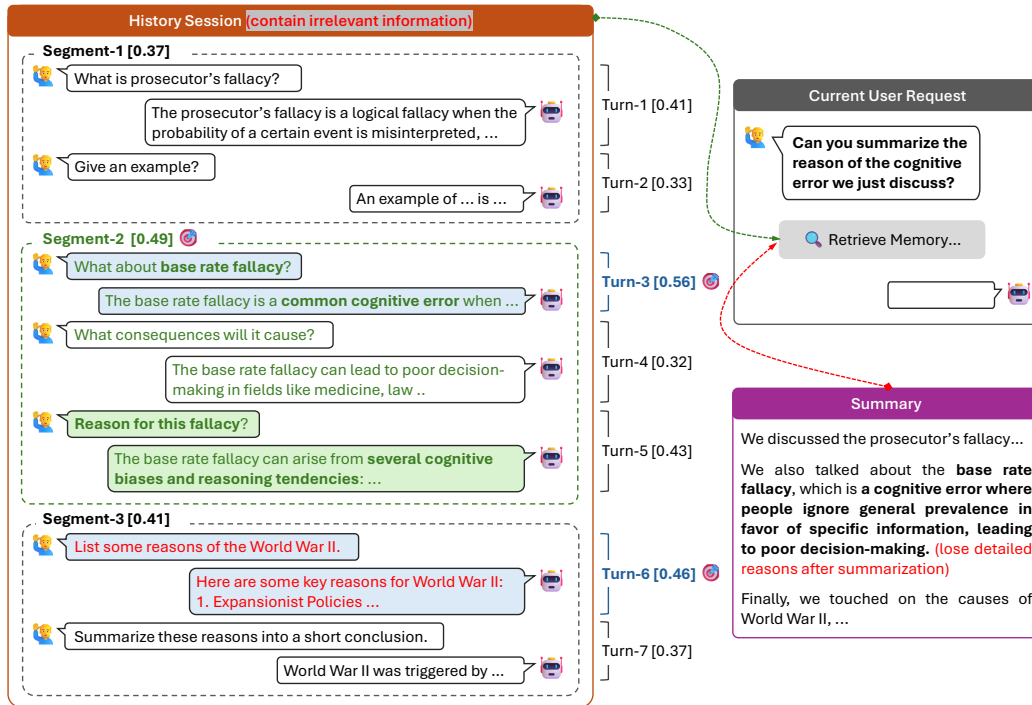 History Session (contain irrelevant information)
Segment-1 [0.37]
What is prosecutor's fallacy?
The prosecutor's fallacy is a logical fallacy when the
probability of a certain event is misinterpreted, ...
Turn-1 [0.41]
Give an example?
An example of ... is ...
Turn-2 [0.33]
Segment-2 [0.49]
What about base rate fallacy?
The base rate fallacy is a common cognitive error when ...
Turn-3 [0.56]
What consequences will it cause?
The base rate fallacy can lead to poor decision-
making in fields like medicine, law ..
Turn-4 [0.32]
Reason for this fallacy?
The base rate fallacy can arise from several cognitive
biases and reasoning tendencies: ...
Turn-5 [0.43]
Segment-3 [0.41]
List some reasons of the World War II.
Here are some key reasons for World War II:
1. Expansionist Policies ...
Turn-6 [0.46]
Summarize these reasons into a short conclusion.
World War II was triggered by ...
Turn-7 [0.37]
Current User Request
Can you summarize the
reason of the cognitive
error we just discuss?
Retrieve Memory...
Summary
We discussed the prosecutor's fallacy...
We also talked about the base rate
fallacy, which is a cognitive error where
people ignore general prevalence in
favor of specific information, leading
to poor decision-making. (lose detailed
reasons after summarization)
Finally, we touched on the causes of
World War II, ...